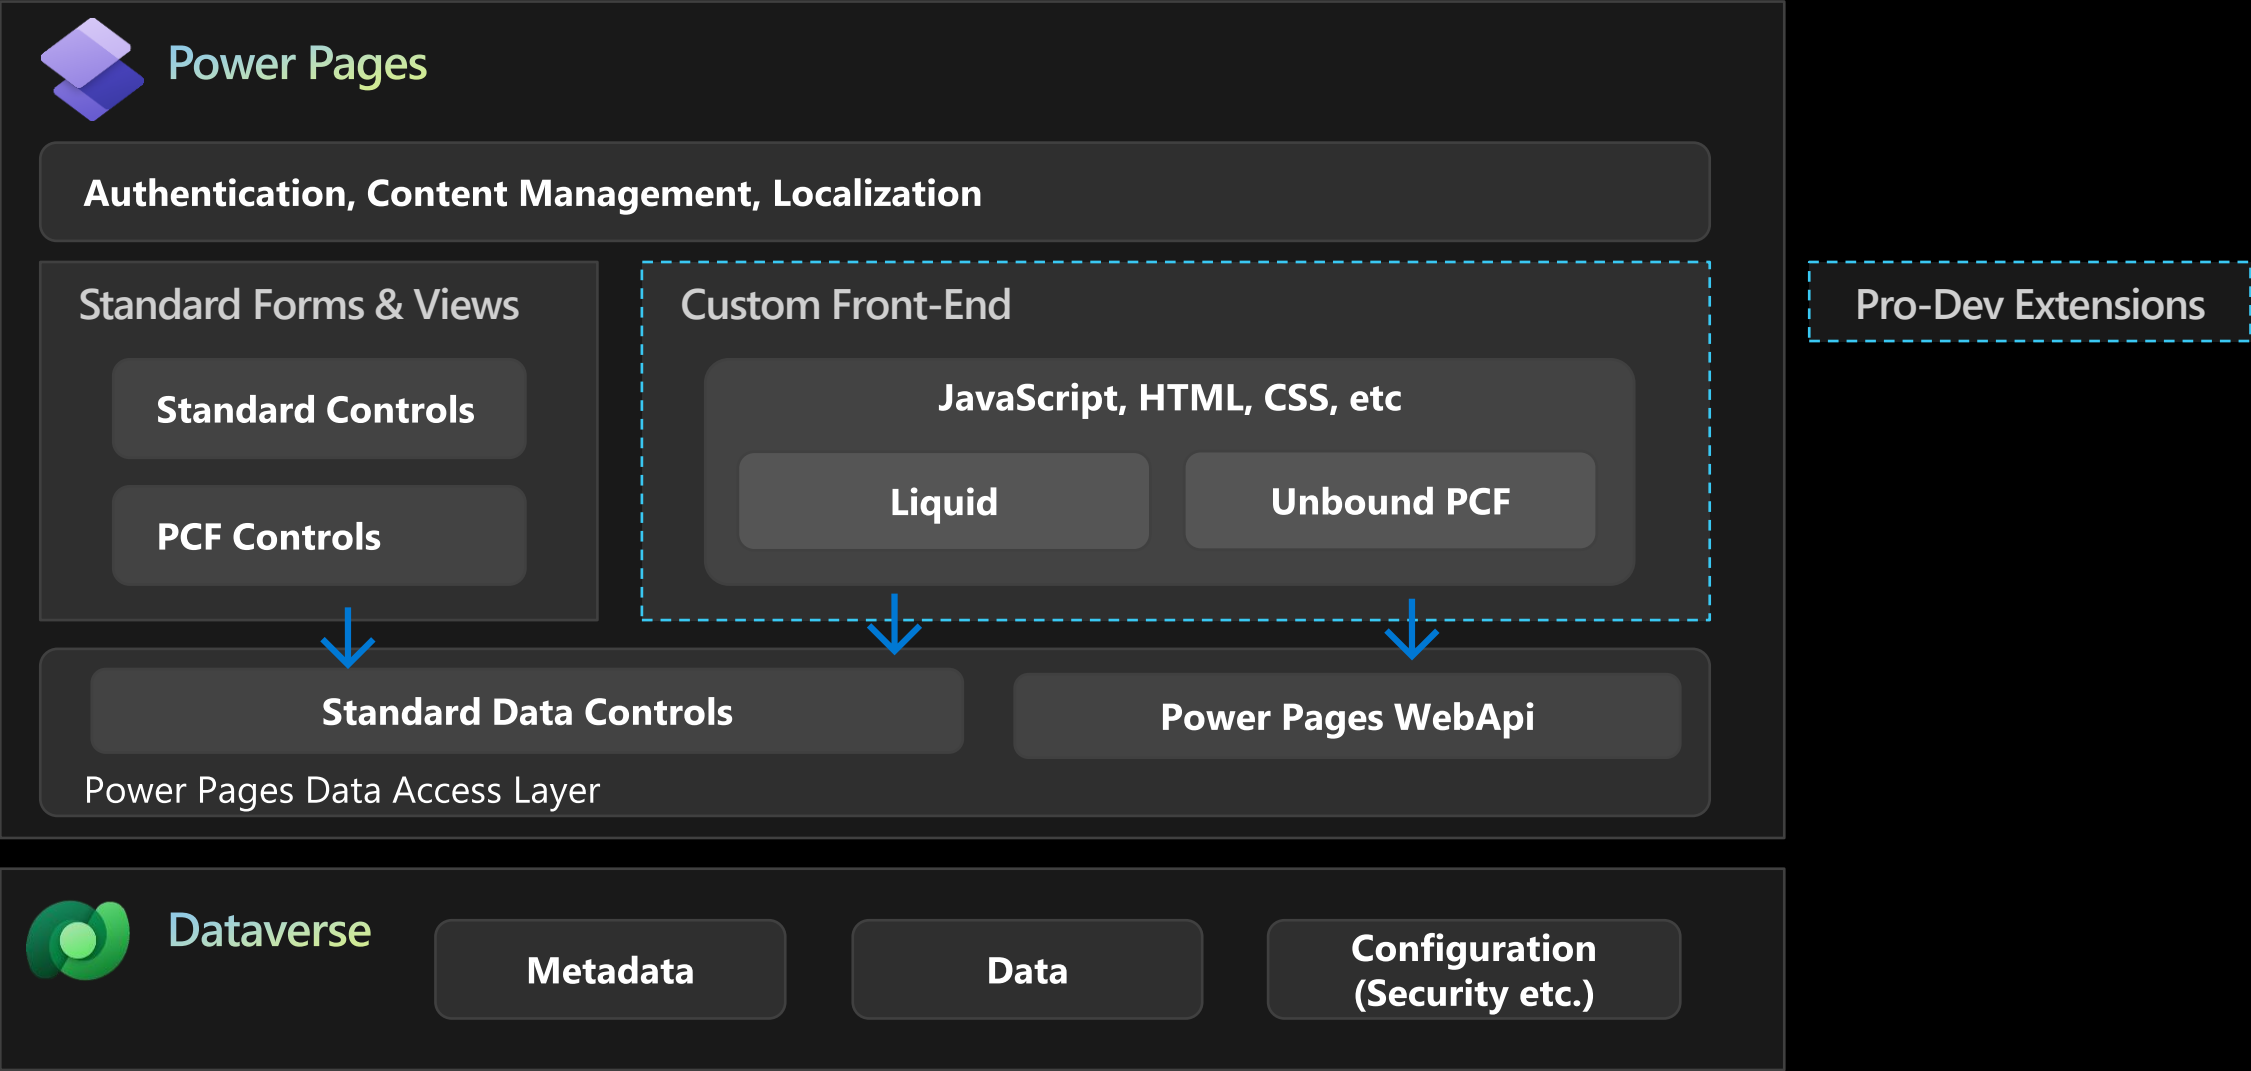 Power Pages
Authentication, Content Management, Localization
Standard Forms & Views
Standard Controls
PCF Controls
Custom Front-End
JavaScript, HTML, CSS, etc
Liquid
Unbound PCF
Pro-Dev Extensions
Standard Data Controls
Power Pages WebApi
Power Pages Data Access Layer
Dataverse
Metadata
Data
Configuration
(Security etc.)